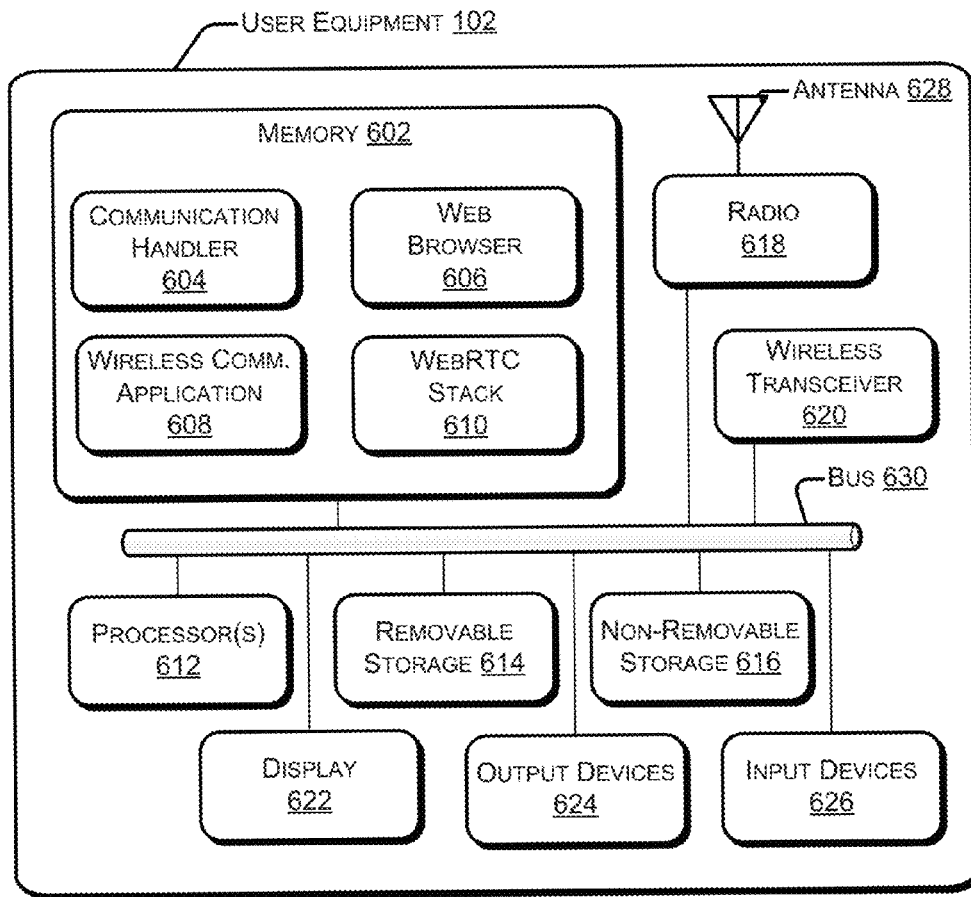 USER EQUIPMENT 102
ANTENNA 628
MEMORY 602
COMMUNICATION
HANDLER
604
WEB
BROWSER
606
RADIO
618
WIRELESS COMM.
APPLICATION
608
WEBRTC
STACK
610
WIRELESS
TRANSCEIVER
620
BUS 630
PROCESSOR(S)
612
REMOVABLE
STORAGE 614
NON-REMOVABLE
STORAGE 616
DISPLAY
622
OUTPUT DEVICES
624
INPUT DEVICES
626